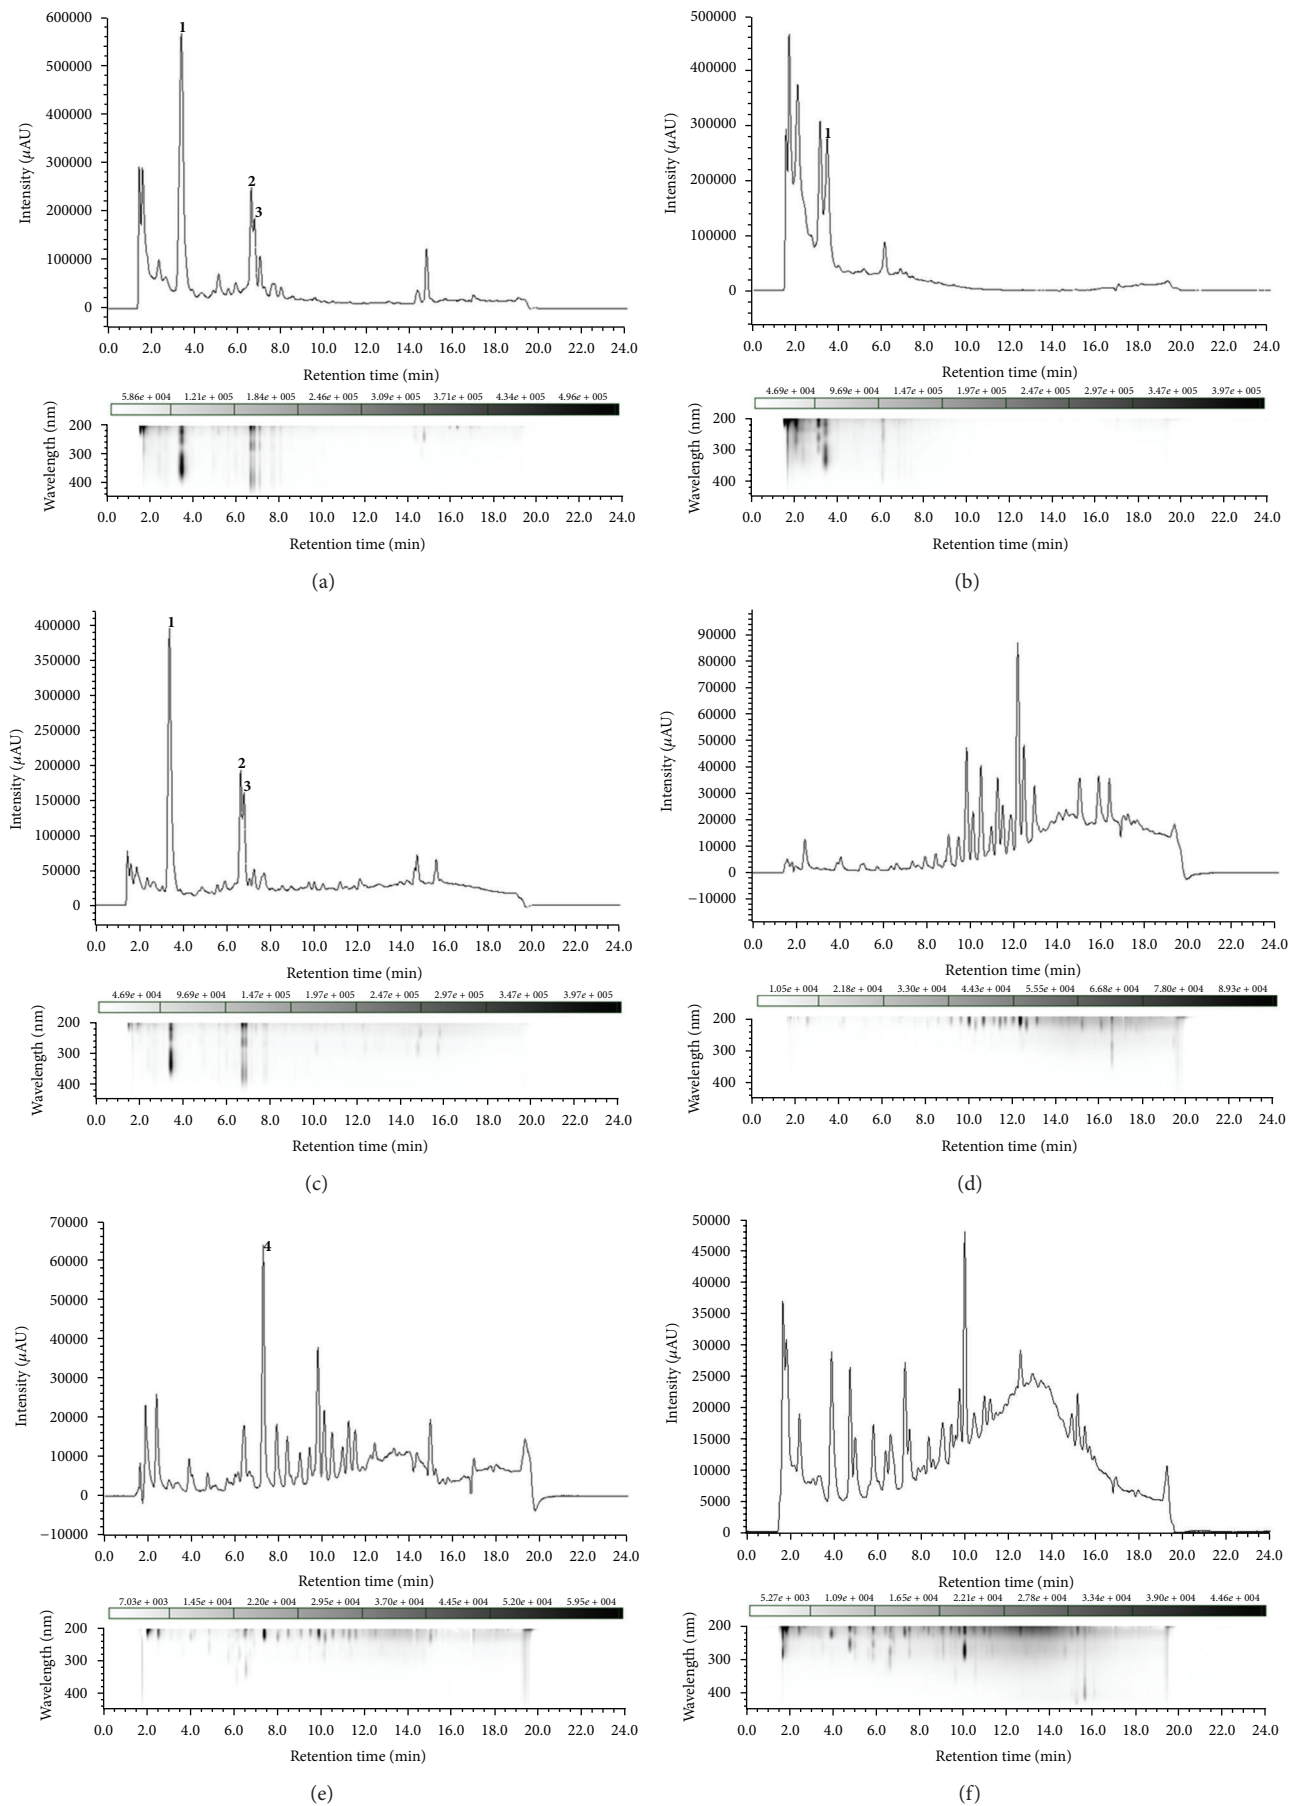 600000
500000
400000
300000
200000
100000
0
Intensity (μAU)
1
2
3
0.0 2.0 4.0 6.0 8.0 10.0 12.0 14.0 16.0 18.0 20.0 22.0 24.0
Retention time (min)
5.86e + 004 1.21e + 005 1.84e + 005 2.46e + 005 3.09e + 005 3.71e + 005 4.34e + 005 4.96e + 005
Wavelength (nm)
200
300
400
0.0 2.0 4.0 6.0 8.0 10.0 12.0 14.0 16.0 18.0 20.0 22.0 24.0
Retention time (min)
(a)
500000
400000
300000
200000
100000
0
Intensity (μAU)
1
0.0 2.0 4.0 6.0 8.0 10.0 12.0 14.0 16.0 18.0 20.0 22.0 24.0
Retention time (min)
4.69e + 004 9.69e + 004 1.47e + 005 1.97e + 005 2.47e + 005 2.97e + 005 3.47e + 005 3.97e + 005
Wavelength (nm)
200
300
400
0.0 2.0 4.0 6.0 8.0 10.0 12.0 14.0 16.0 18.0 20.0 22.0 24.0
Retention time (min)
(b)
400000
350000
300000
250000
200000
150000
100000
50000
0
Intensity (μAU)
1
2
3
0.0 2.0 4.0 6.0 8.0 10.0 12.0 14.0 16.0 18.0 20.0 22.0 24.0
Retention time (min)
4.69e + 004 9.69e + 004 1.47e + 005 1.97e + 005 2.47e + 005 2.97e + 005 3.47e + 005 3.97e + 005
Wavelength (nm)
200
300
400
0.0 2.0 4.0 6.0 8.0 10.0 12.0 14.0 16.0 18.0 20.0 22.0 24.0
Retention time (min)
(c)
90000
80000
70000
60000
50000
40000
30000
20000
10000
0
−10000
Intensity (μAU)
0.0 2.0 4.0 6.0 8.0 10.0 12.0 14.0 16.0 18.0 20.0 22.0 24.0
Retention time (min)
1.05e + 004 2.18e + 004 3.30e + 004 4.43e + 004 5.55e + 004 6.68e + 004 7.80e + 004 8.93e + 004
Wavelength (nm)
200
300
400
0.0 2.0 4.0 6.0 8.0 10.0 12.0 14.0 16.0 18.0 20.0 22.0 24.0
Retention time (min)
(d)
70000
60000
50000
40000
30000
20000
10000
0
−10000
Intensity (μAU)
4
0.0 2.0 4.0 6.0 8.0 10.0 12.0 14.0 16.0 18.0 20.0 22.0 24.0
Retention time (min)
7.03e + 003 1.45e + 004 2.20e + 004 2.95e + 004 3.70e + 004 4.45e + 004 5.20e + 004 5.95e + 004
Wavelength (nm)
200
300
400
0.0 2.0 4.0 6.0 8.0 10.0 12.0 14.0 16.0 18.0 20.0 22.0 24.0
Retention time (min)
(e)
50000
45000
40000
35000
30000
25000
20000
15000
10000
5000
0
Intensity (μAU)
0.0 2.0 4.0 6.0 8.0 10.0 12.0 14.0 16.0 18.0 20.0 22.0 24.0
Retention time (min)
5.27e + 003 1.09e + 004 1.65e + 004 2.21e + 004 2.78e + 004 3.34e + 004 3.90e + 004 4.46e + 004
Wavelength (nm)
200
300
400
0.0 2.0 4.0 6.0 8.0 10.0 12.0 14.0 16.0 18.0 20.0 22.0 24.0
Retention time (min)
(f)